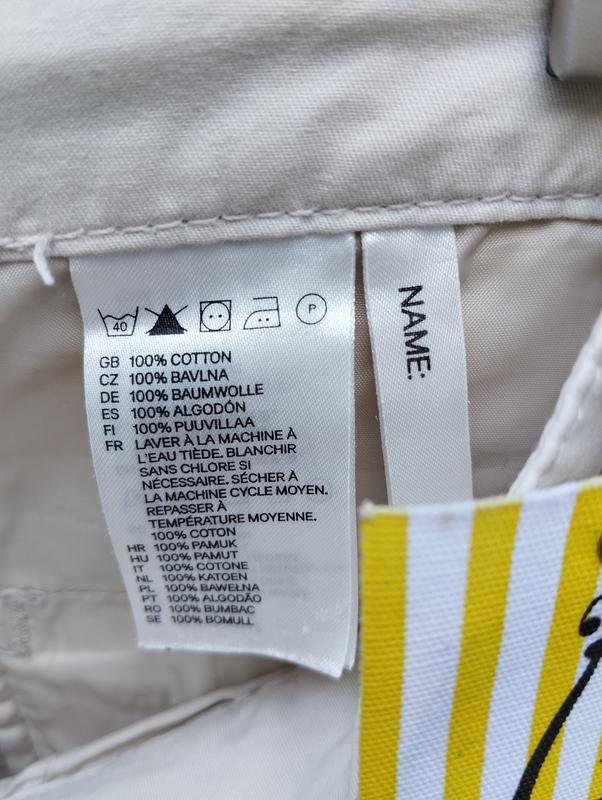 40
P
GB 100% COTTON
CZ 100% BAVLNA
DE 100% BAUMWOLLE
ES 100% ALGODÓN
FI 100% PUUVILLAA
FR LAVER À LA MACHINE À
L'EAU TIÈDE. BLANCHIR
SANS CHLORE SI
NÉCESSAIRE. SÉCHER À
LA MACHINE CYCLE MOYEN.
REPASSER À
TEMPÉRATURE MOYENNE.
100% COTON
HR 100% PAMUK
HU 100% PAMUT
IT 100% COTONE
NL 100% KATOEN
PL 100% BAWEŁNA
PT 100% ALGODÃO
RO 100% BUMBAC
SE 100% BOMULL
NAME: